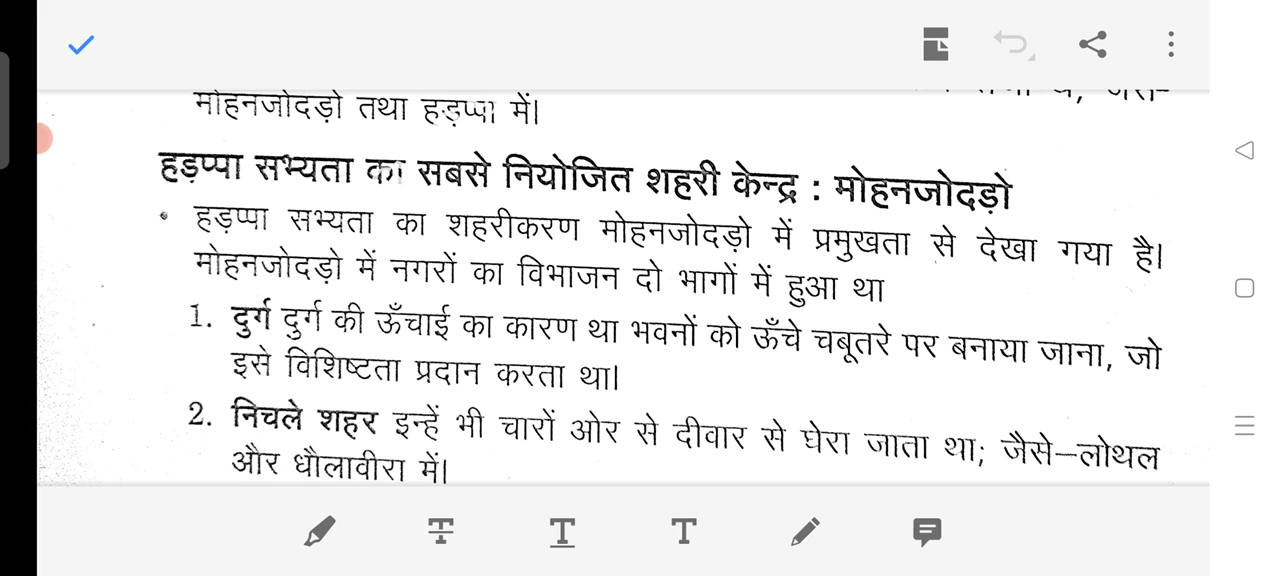 मोहनजोदड़ो तथा हड़प्पा में।
हड़प्पा सभ्यता का सबसे नियोजित शहरी केन्द्र : मोहनजोदड़ो
• हड़प्पा सभ्यता का शहरीकरण मोहनजोदड़ो में प्रमुखता से देखा गया है।
मोहनजोदड़ो में नगरों का विभाजन दो भागों में हुआ था
1. दुर्ग दुर्ग की ऊँचाई का कारण था भवनों को ऊँचे चबूतरे पर बनाया जाना, जो
इसे विशिष्टता प्रदान करता था।
2. निचले शहर इन्हें भी चारों ओर से दीवार से घेरा जाता था; जैसे–लोथल
और धौलावीरा में।